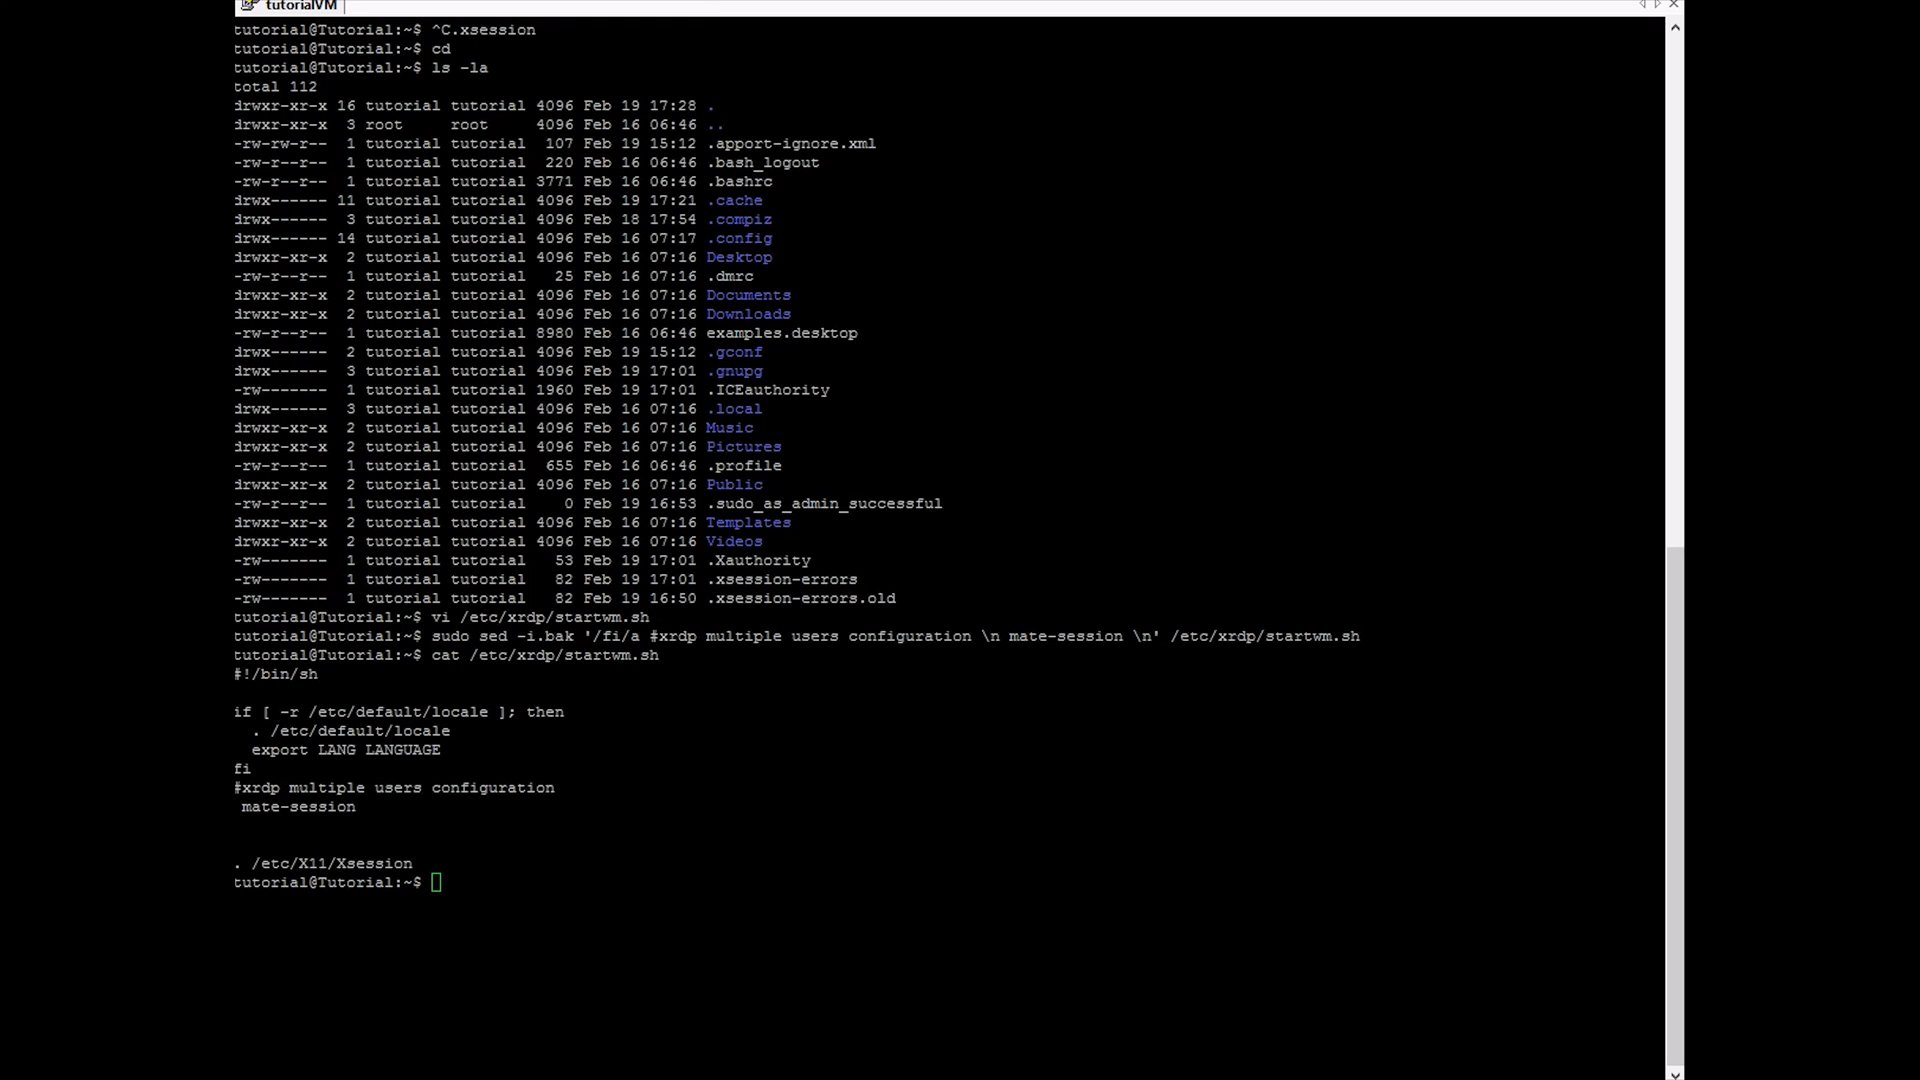 tutorialVM
tutorial@Tutorial:~$ ^C.xsession
tutorial@Tutorial:~$ cd
tutorial@Tutorial:~$ ls -la
total 112
drwxr-xr-x 16 tutorial tutorial 4096 Feb 19 17:28 .
drwxr-xr-x  3 root     root     4096 Feb 16 06:46 ..
-rw-rw-r--  1 tutorial tutorial  107 Feb 19 15:12 .apport-ignore.xml
-rw-r--r--  1 tutorial tutorial  220 Feb 16 06:46 .bash_logout
-rw-r--r--  1 tutorial tutorial 3771 Feb 16 06:46 .bashrc
drwx------ 11 tutorial tutorial 4096 Feb 19 17:21 .cache
drwx------  3 tutorial tutorial 4096 Feb 18 17:54 .compiz
drwx------ 14 tutorial tutorial 4096 Feb 16 07:17 .config
drwxr-xr-x  2 tutorial tutorial 4096 Feb 16 07:16 Desktop
-rw-r--r--  1 tutorial tutorial   25 Feb 16 07:16 .dmrc
drwxr-xr-x  2 tutorial tutorial 4096 Feb 16 07:16 Documents
drwxr-xr-x  2 tutorial tutorial 4096 Feb 16 07:16 Downloads
-rw-r--r--  1 tutorial tutorial 8980 Feb 16 06:46 examples.desktop
drwx------  2 tutorial tutorial 4096 Feb 19 15:12 .gconf
drwx------  3 tutorial tutorial 4096 Feb 19 17:01 .gnupg
-rw-------  1 tutorial tutorial 1960 Feb 19 17:01 .ICEauthority
drwx------  3 tutorial tutorial 4096 Feb 16 07:16 .local
drwxr-xr-x  2 tutorial tutorial 4096 Feb 16 07:16 Music
drwxr-xr-x  2 tutorial tutorial 4096 Feb 16 07:16 Pictures
-rw-r--r--  1 tutorial tutorial  655 Feb 16 06:46 .profile
drwxr-xr-x  2 tutorial tutorial 4096 Feb 16 07:16 Public
-rw-r--r--  1 tutorial tutorial    0 Feb 19 16:53 .sudo_as_admin_successful
drwxr-xr-x  2 tutorial tutorial 4096 Feb 16 07:16 Templates
drwxr-xr-x  2 tutorial tutorial 4096 Feb 16 07:16 Videos
-rw-------  1 tutorial tutorial   53 Feb 19 17:01 .Xauthority
-rw-------  1 tutorial tutorial   82 Feb 19 17:01 .xsession-errors
-rw-------  1 tutorial tutorial   82 Feb 19 16:50 .xsession-errors.old
tutorial@Tutorial:~$ vi /etc/xrdp/startwm.sh
tutorial@Tutorial:~$ sudo sed -i.bak '/fi/a #xrdp multiple users configuration \n mate-session \n' /etc/xrdp/startwm.sh
tutorial@Tutorial:~$ cat /etc/xrdp/startwm.sh
#!/bin/sh
if [ -r /etc/default/locale ]; then
  . /etc/default/locale
  export LANG LANGUAGE
fi
#xrdp multiple users configuration
 mate-session
. /etc/X11/Xsession
tutorial@Tutorial:~$